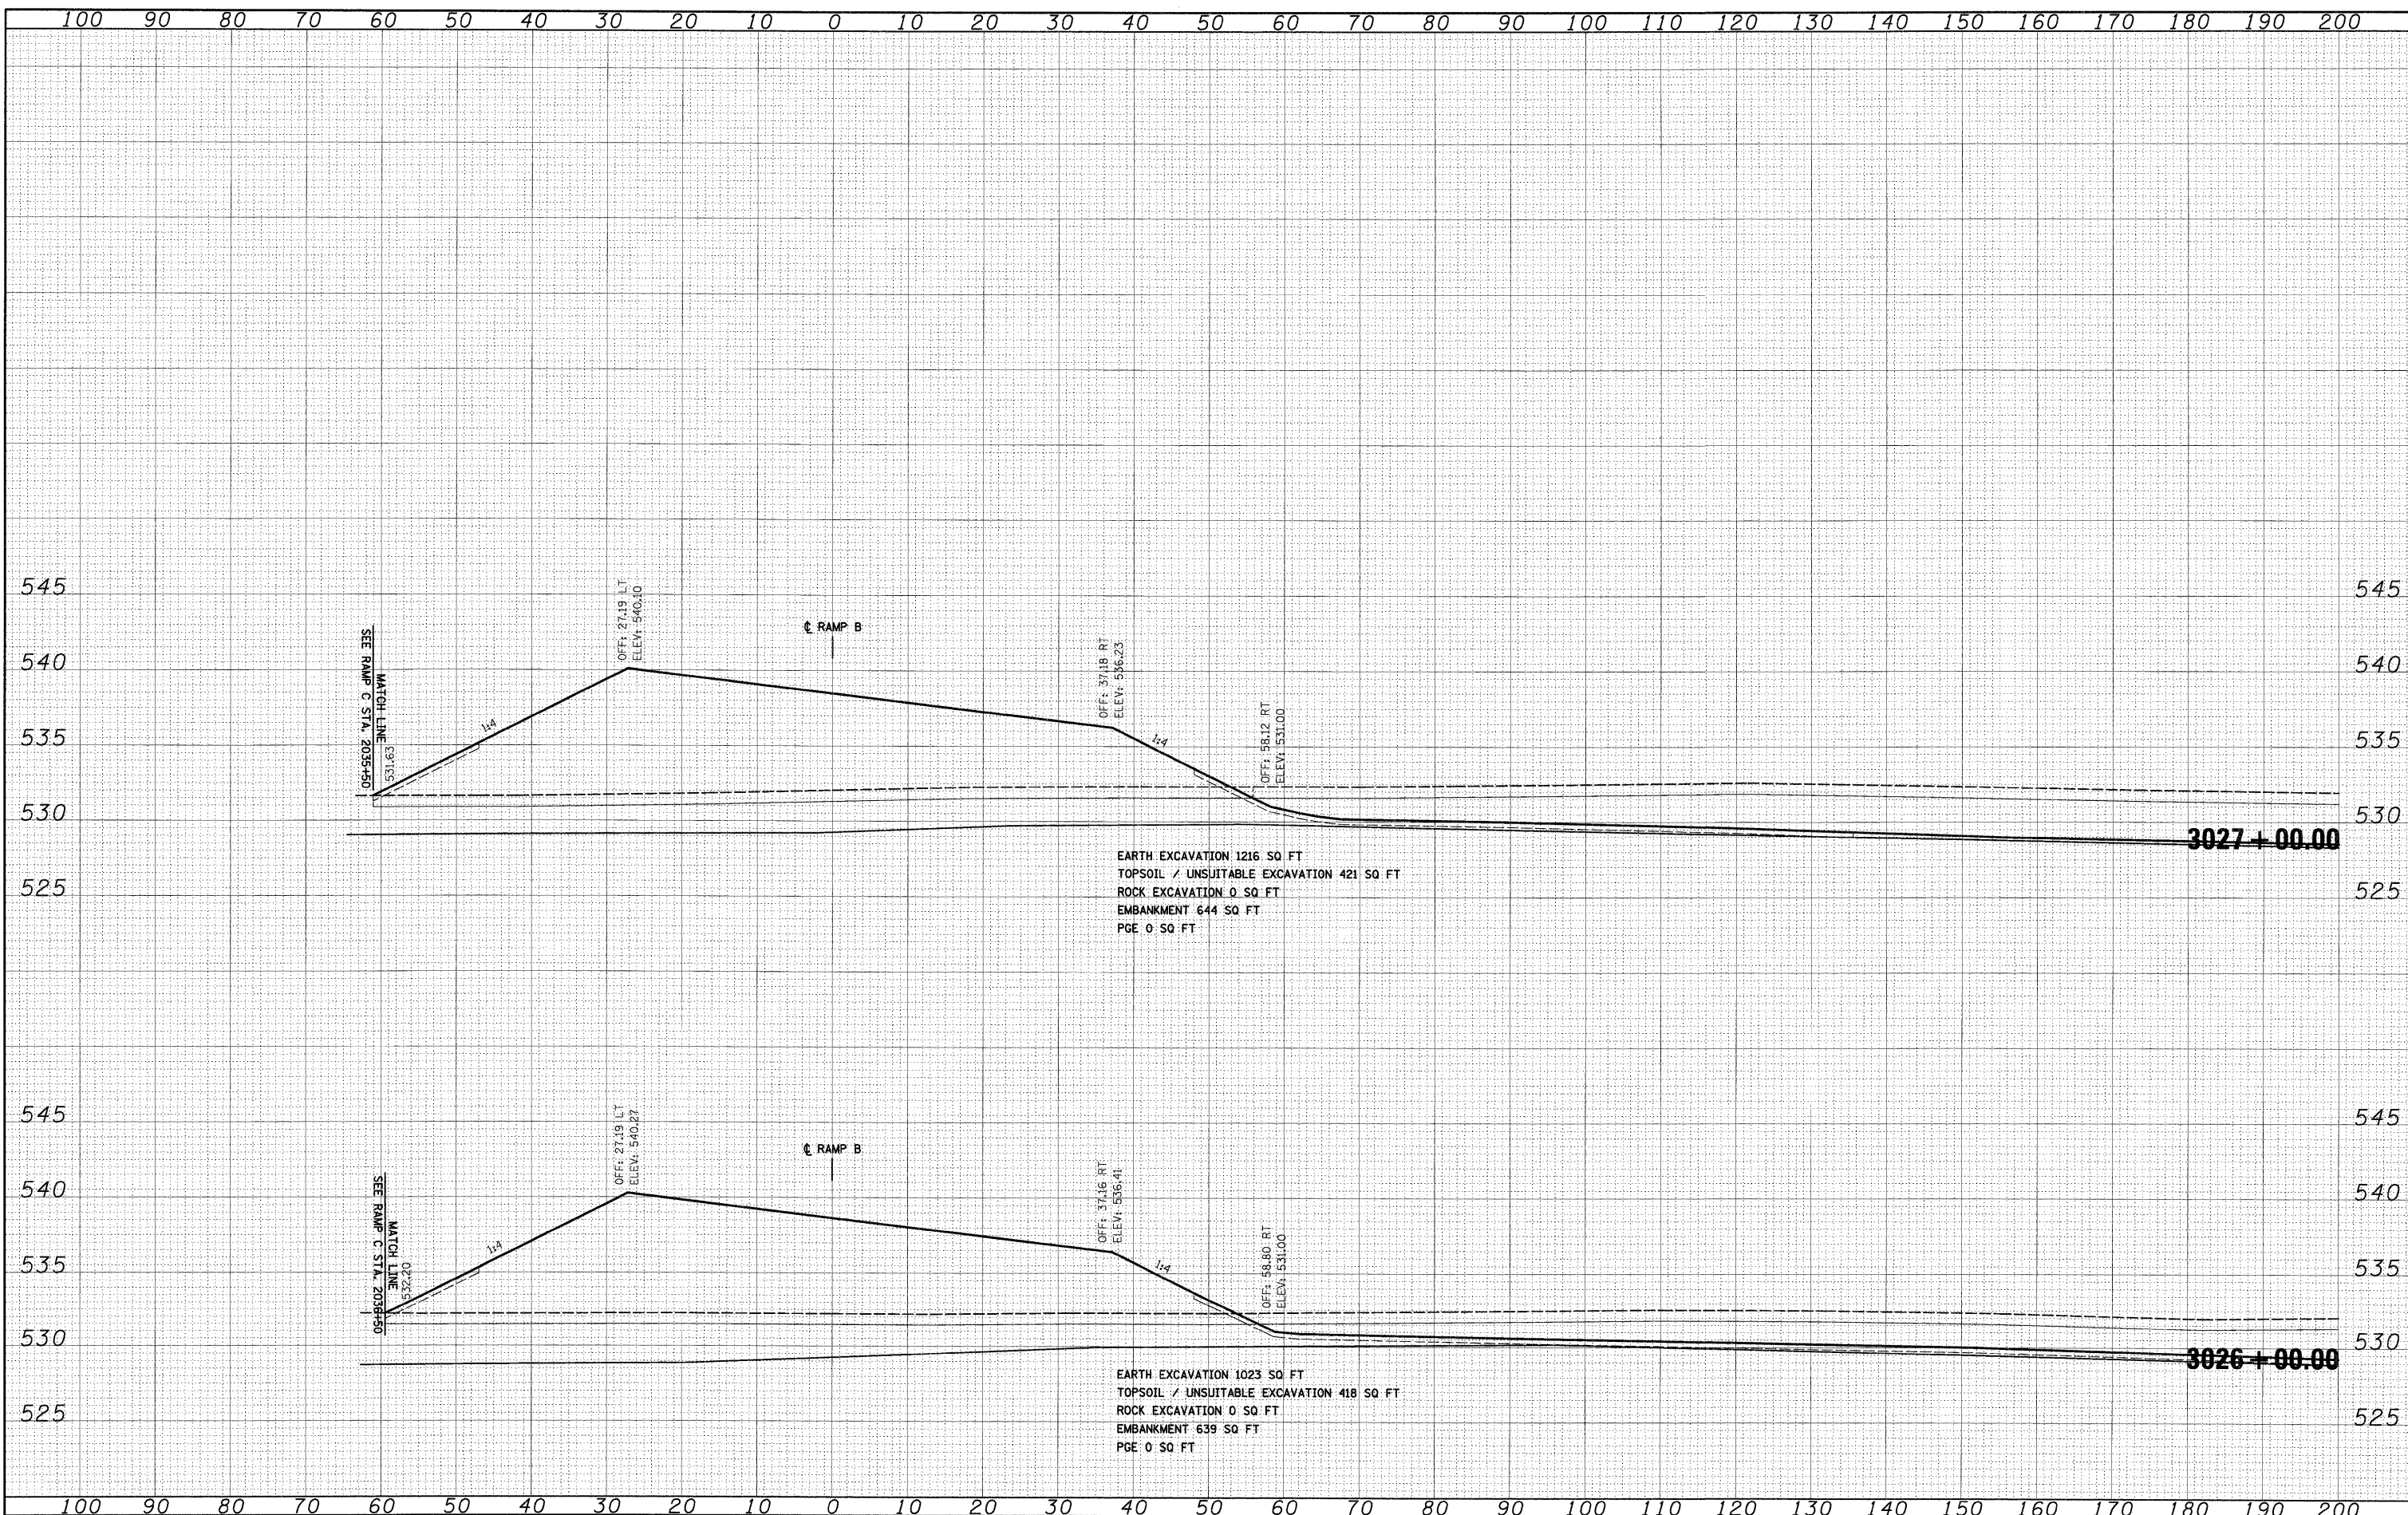 100 90 80 70 60 50 40 30 20 10 0 10 20 30 40 50 60 70 80 90 100 110 120 130 140 150 160 170 180 190 200
545 545
OFF: 27.19 LT
ELEV: 540.10
℄ RAMP B
540 540
SEE RAMP C STA. 2035+50
MATCH LINE
531.63
1:4
OFF: 37.18 RT
ELEV: 536.23
1:4
OFF: 58.12 RT
ELEV: 531.00
535 535
530 530
3027+00.00
EARTH EXCAVATION 1216 SQ FT
TOPSOIL / UNSUITABLE EXCAVATION 421 SQ FT
ROCK EXCAVATION 0 SQ FT
EMBANKMENT 644 SQ FT
PGE 0 SQ FT
525 525
545 545
OFF: 27.19 LT
ELEV: 540.27
℄ RAMP B
540 540
SEE RAMP C STA. 2036+50
MATCH LINE
532.20
1:4
OFF: 37.16 RT
ELEV: 536.41
1:4
OFF: 58.80 RT
ELEV: 531.00
535 535
530 530
3026+00.00
EARTH EXCAVATION 1023 SQ FT
TOPSOIL / UNSUITABLE EXCAVATION 418 SQ FT
ROCK EXCAVATION 0 SQ FT
EMBANKMENT 639 SQ FT
PGE 0 SQ FT
525 525
100 90 80 70 60 50 40 30 20 10 0 10 20 30 40 50 60 70 80 90 100 110 120 130 140 150 160 170 180 190 200